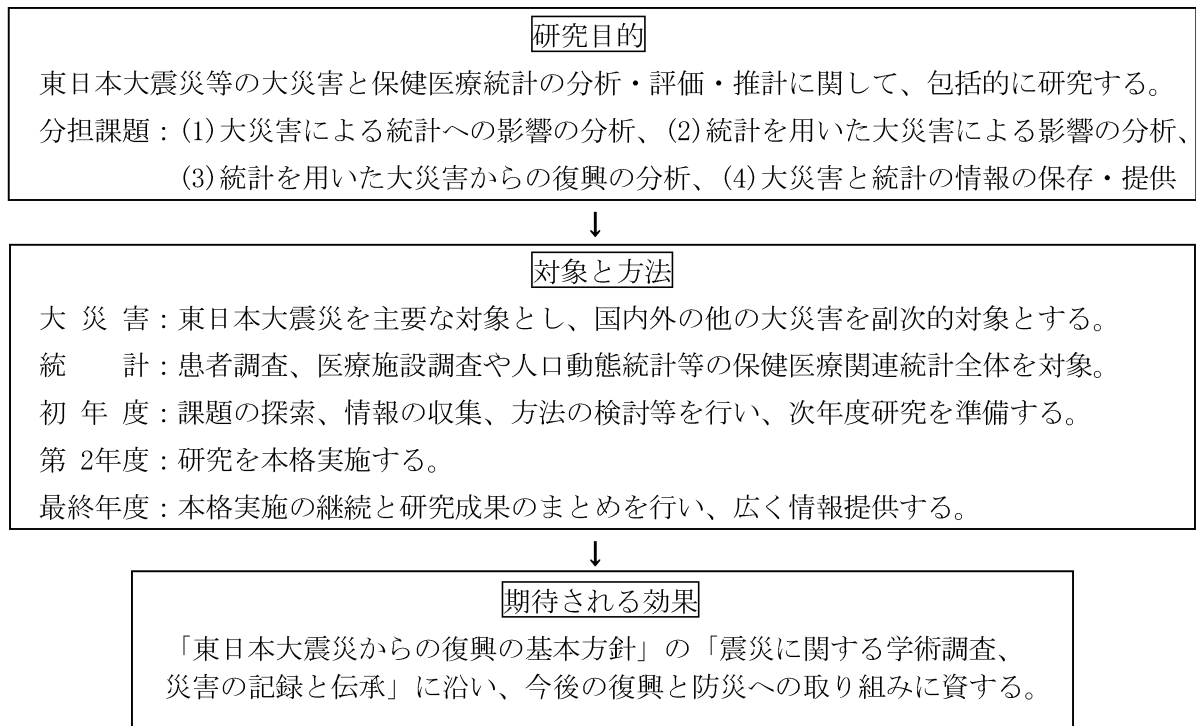 研究目的
東日本大震災等の大災害と保健医療統計の分析・評価・推計に関して、包括的に研究する。
分担課題：(1)大災害による統計への影響の分析、(2)統計を用いた大災害による影響の分析、
(3)統計を用いた大災害からの復興の分析、(4)大災害と統計の情報の保存・提供
↓
対象と方法
大 災 害：東日本大震災を主要な対象とし、国内外の他の大災害を副次的対象とする。
統　　計：患者調査、医療施設調査や人口動態統計等の保健医療関連統計全体を対象。
初 年 度：課題の探索、情報の収集、方法の検討等を行い、次年度研究を準備する。
第 2年度：研究を本格実施する。
最終年度：本格実施の継続と研究成果のまとめを行い、広く情報提供する。
↓
期待される効果
「東日本大震災からの復興の基本方針」の「震災に関する学術調査、
災害の記録と伝承」に沿い、今後の復興と防災への取り組みに資する。